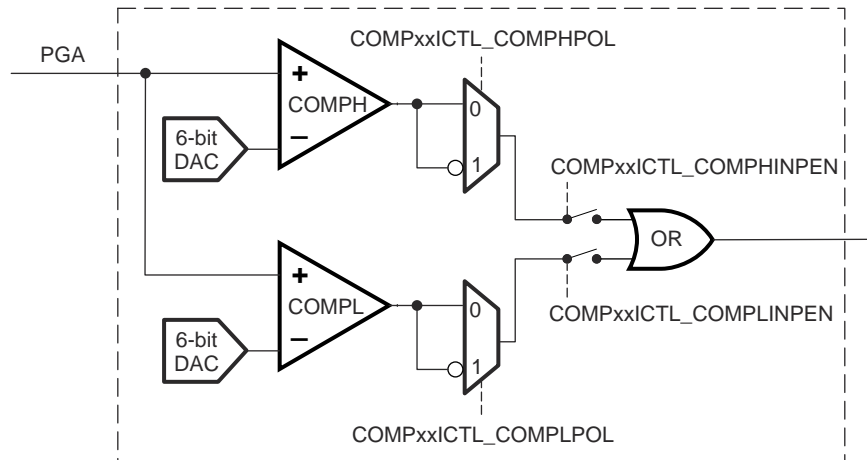 COMPxxICTL_COMPHPOL
PGA
+
COMPH
−
6-bit
DAC
0
1
COMPxxICTL_COMPHINPEN
OR
+
COMPL
−
6-bit
DAC
0
1
COMPxxICTL_COMPLINPEN
COMPxxICTL_COMPLPOL